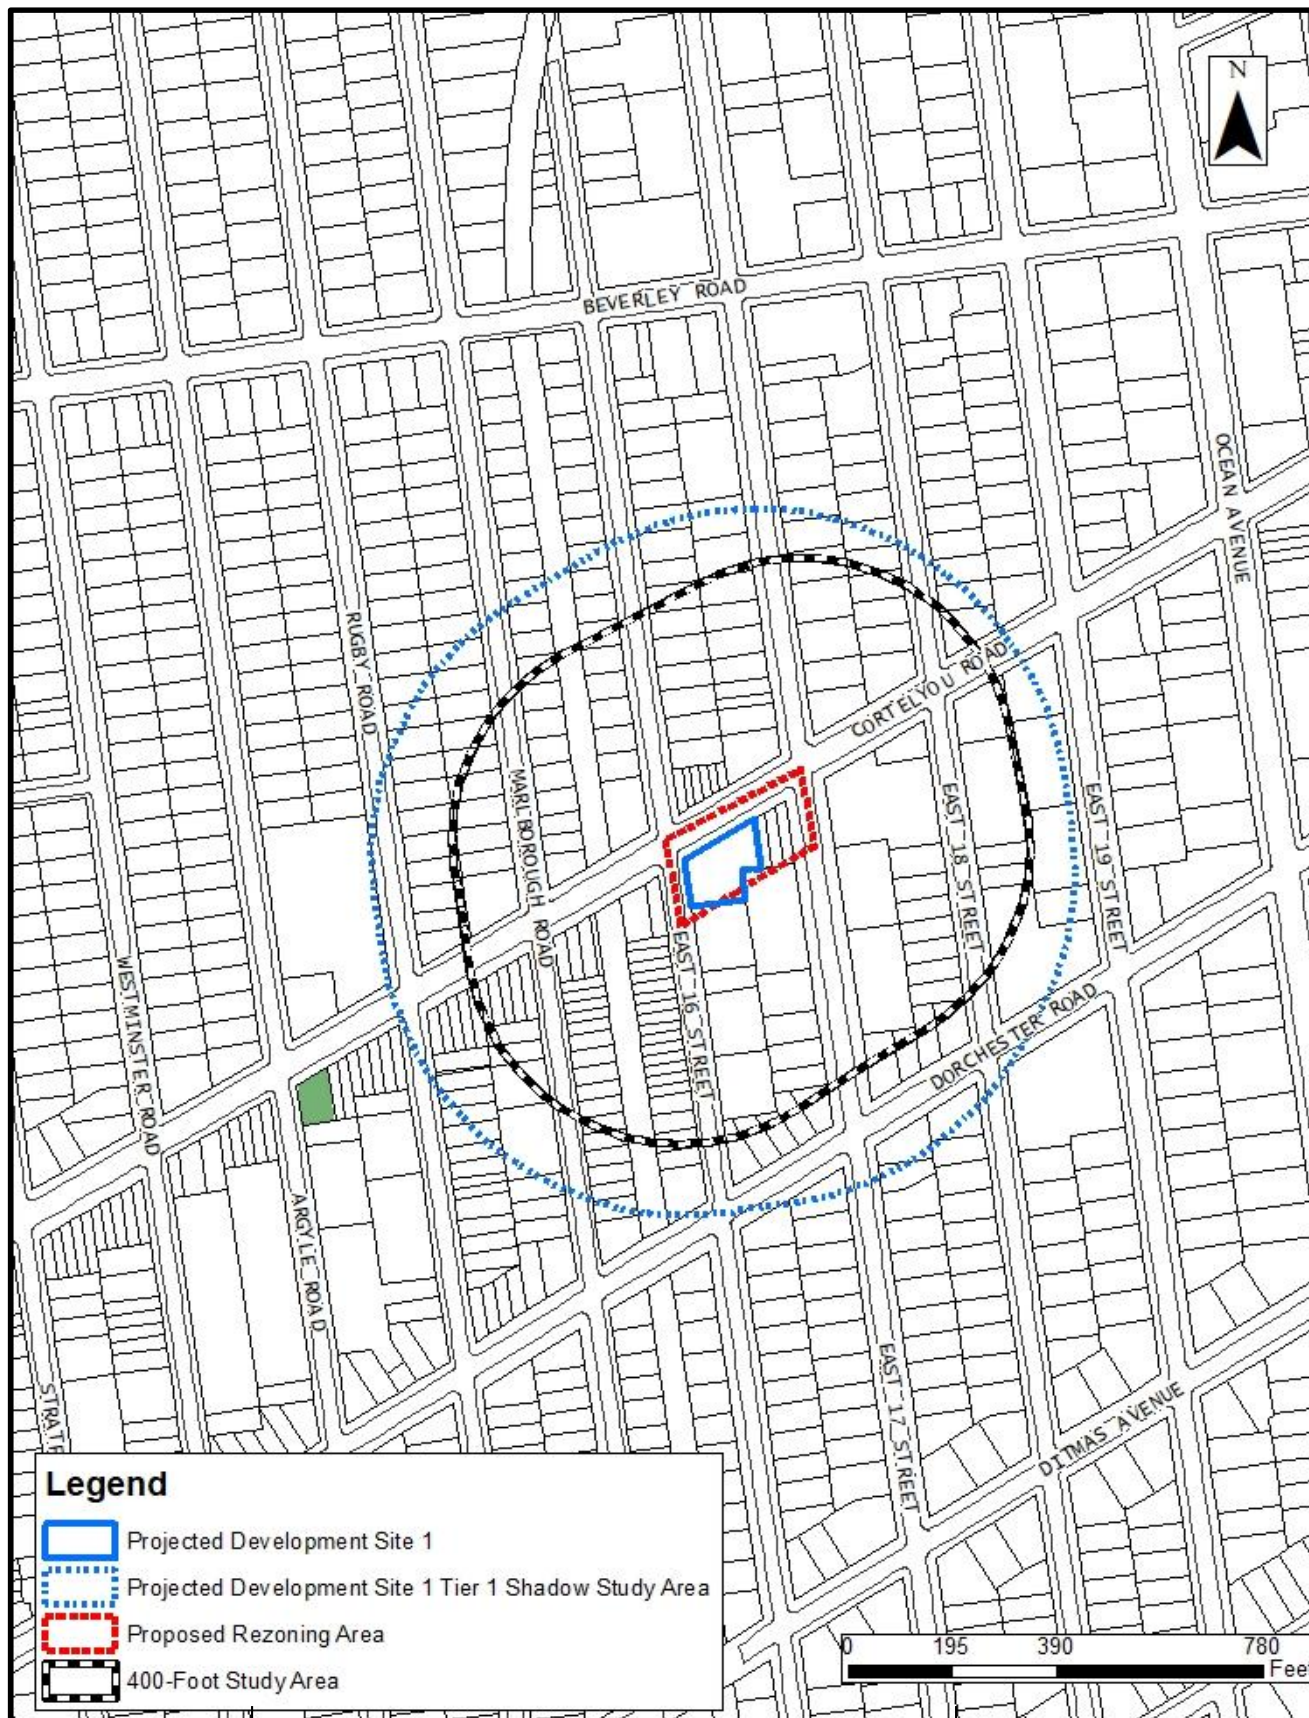 N
BEVERLEY ROAD
OCEAN AVENUE
RUGBY ROAD
CORTELYOU ROAD
MARLBOROUGH ROAD
EAST 18 STREET
EAST 19 STREET
EAST 16 STREET
WESTMINSTER ROAD
DORCHESTER ROAD
ARGYLE ROAD
EAST 17 STREET
DITMAS AVENUE
STRATF
Legend
Projected Development Site 1
Projected Development Site 1 Tier 1 Shadow Study Area
Proposed Rezoning Area
400-Foot Study Area
0 195 390 780
Feet